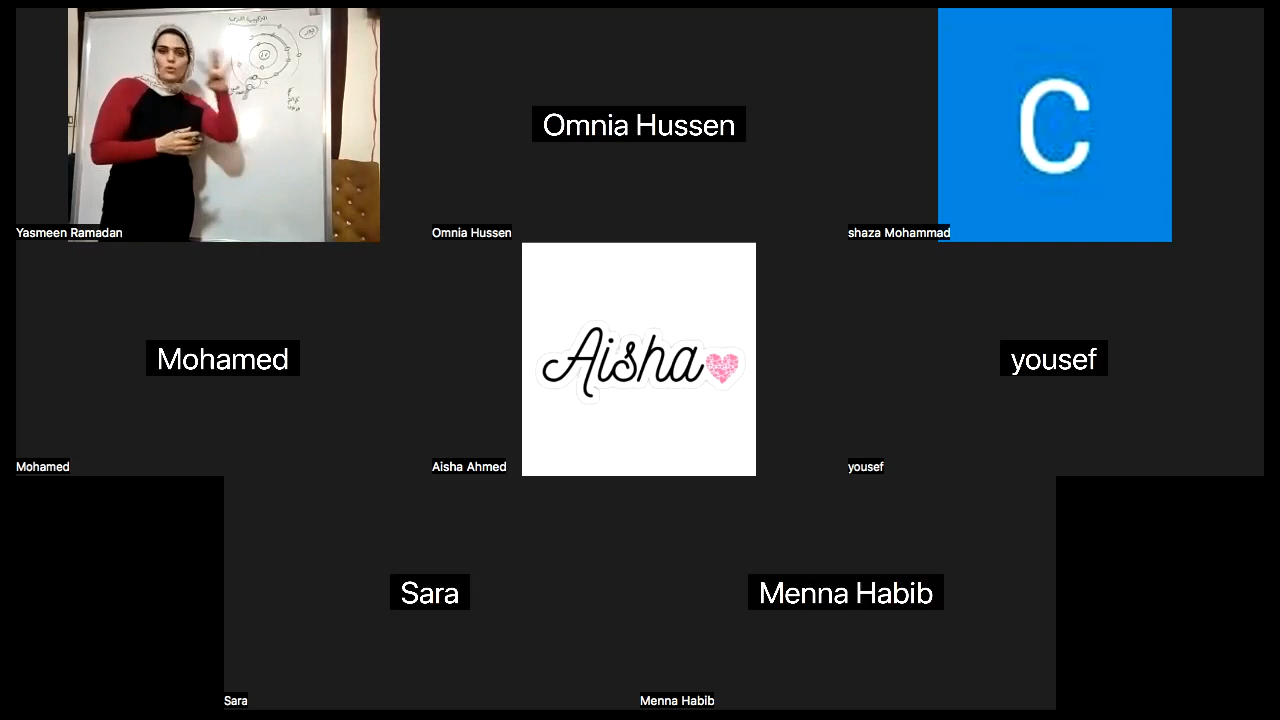 Omnia Hussen
C
Yasmeen Ramadan
Omnia Hussen
shaza Mohammad
Mohamed
Aisha
yousef
Mohamed
Aisha Ahmed
yousef
Sara
Menna Habib
Sara
Menna Habib